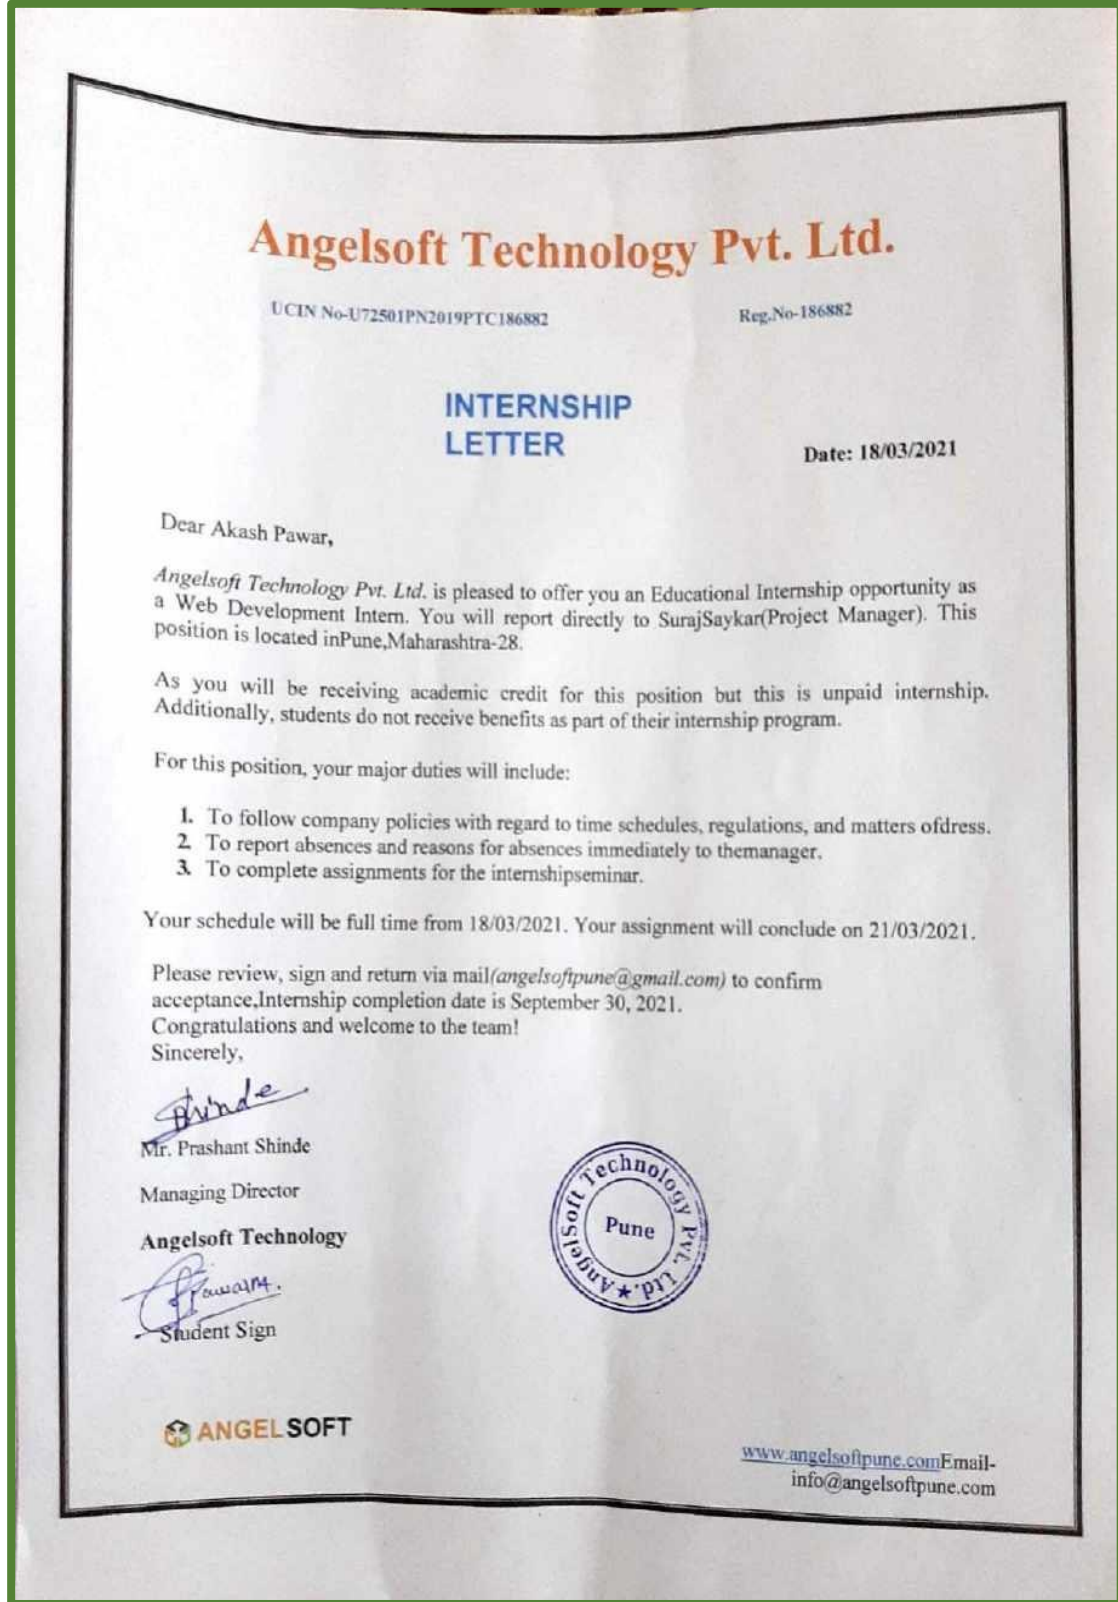 Angelsoft Technology Pvt. Ltd.
UCIN No-U72501PN2019PTC186882 Reg.No-186882
INTERNSHIP
LETTER
Date: 18/03/2021
Dear Akash Pawar,
Angelsoft Technology Pvt. Ltd. is pleased to offer you an Educational Internship opportunity as
a Web Development Intern. You will report directly to SurajSaykar(Project Manager). This
position is located inPune,Maharashtra-28.
As you will be receiving academic credit for this position but this is unpaid internship.
Additionally, students do not receive benefits as part of their internship program.
For this position, your major duties will include:
1. To follow company policies with regard to time schedules, regulations, and matters ofdress.
2. To report absences and reasons for absences immediately to themanager.
3. To complete assignments for the internshipseminar.
Your schedule will be full time from 18/03/2021. Your assignment will conclude on 21/03/2021.
Please review, sign and return via mail(angelsoftpune@gmail.com) to confirm
acceptance,Internship completion date is September 30, 2021.
Congratulations and welcome to the team!
Sincerely,
Shinde
Mr. Prashant Shinde
Managing Director
Angelsoft Technology
Student Sign
AngelSoft Technology Pvt. Ltd.
Pune
ANGELSOFT
www.angelsoftpune.comEmail-
info@angelsoftpune.com